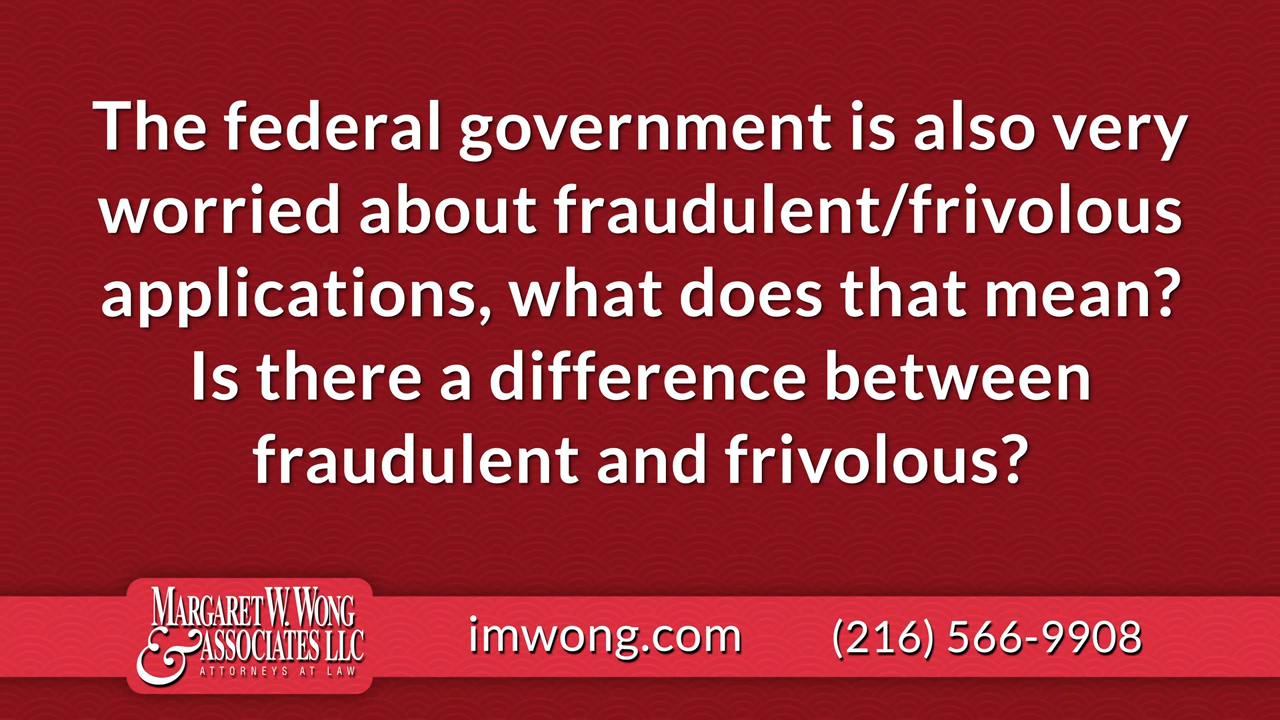 The federal government is also very
worried about fraudulent/frivolous
applications, what does that mean?
Is there a difference between
fraudulent and frivolous?
MARGARET W. WONG
& ASSOCIATES LLC
ATTORNEYS AT LAW
imwong.com
(216) 566-9908